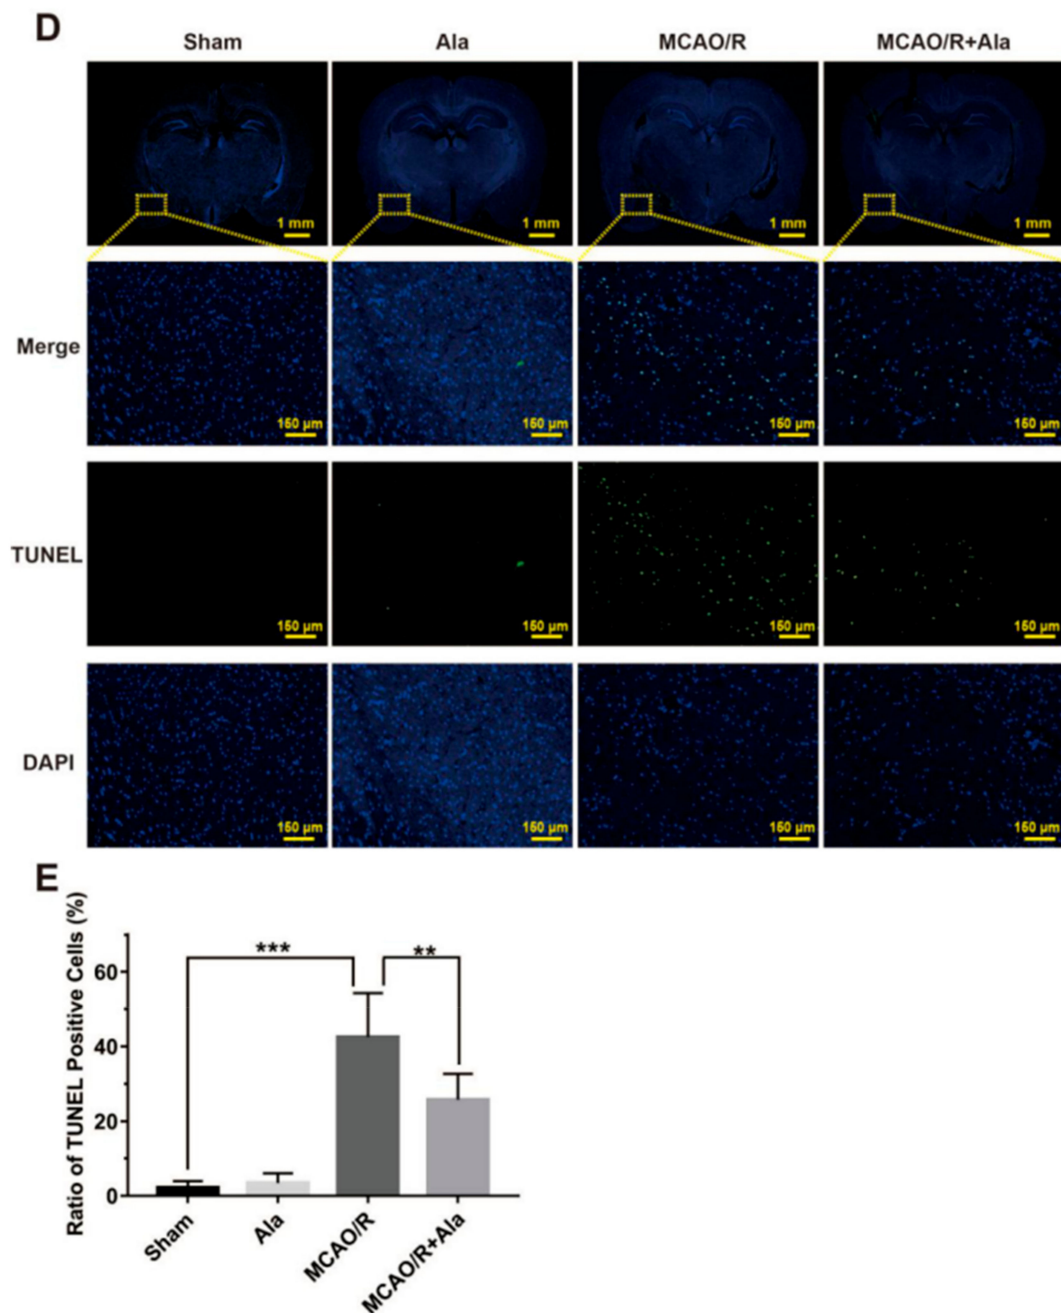 D
Sham Ala MCAO/R MCAO/R+Ala
1 mm 1 mm 1 mm 1 mm
Merge
150 µm 150 µm 150 µm 150 µm
TUNEL
150 µm 150 µm 150 µm 150 µm
DAPI
150 µm 150 µm 150 µm 150 µm
E
Ratio of TUNEL Positive Cells (%)
*** **
60
40
20
0
Sham Ala MCAO/R MCAO/R+Ala